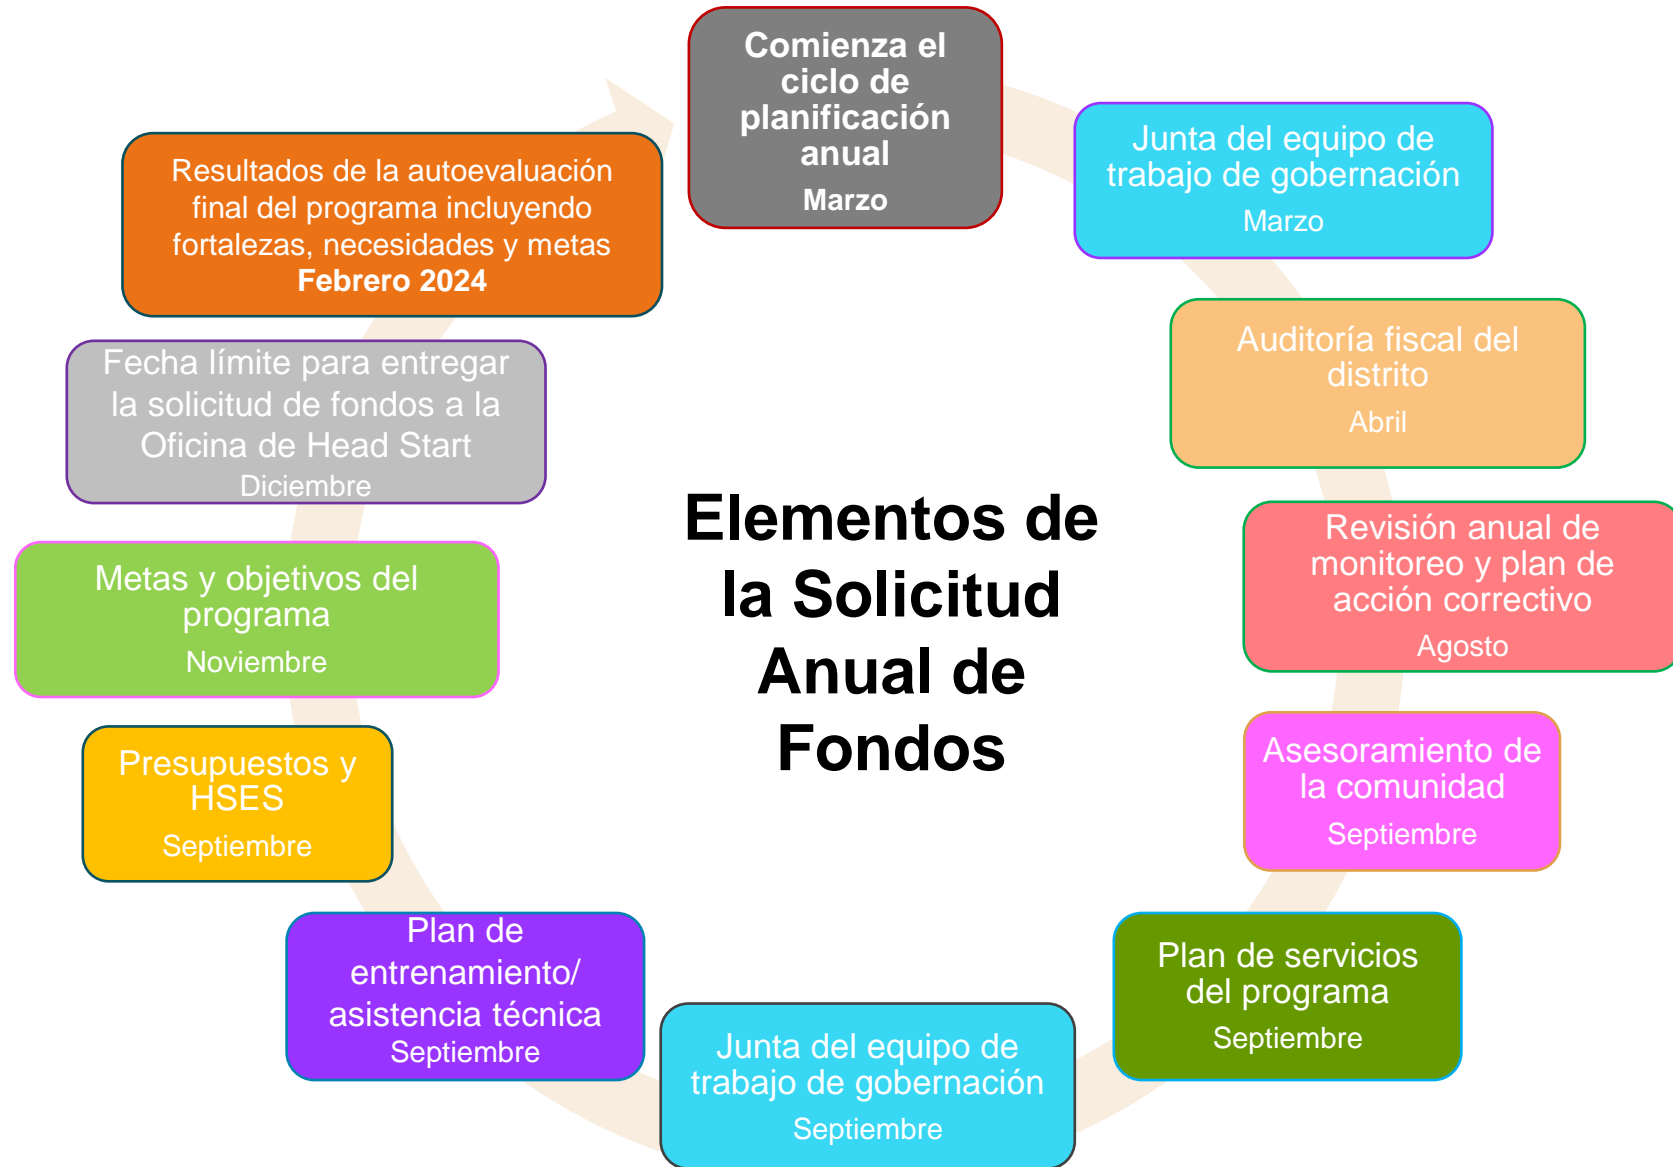 Comienza el
ciclo de
planificación
anual
Marzo
Junta del equipo de
trabajo de gobernación
Marzo
Auditoría fiscal del
distrito
Abril
Revisión anual de
monitoreo y plan de
acción correctivo
Agosto
Asesoramiento de
la comunidad
Septiembre
Plan de servicios
del programa
Septiembre
Junta del equipo de
trabajo de gobernación
Septiembre
Plan de
entrenamiento/
asistencia técnica
Septiembre
Presupuestos y
HSES
Septiembre
Metas y objetivos del
programa
Noviembre
Fecha límite para entregar
la solicitud de fondos a la
Oficina de Head Start
Diciembre
Resultados de la autoevaluación
final del programa incluyendo
fortalezas, necesidades y metas
Febrero 2024
Elementos de
la Solicitud
Anual de
Fondos